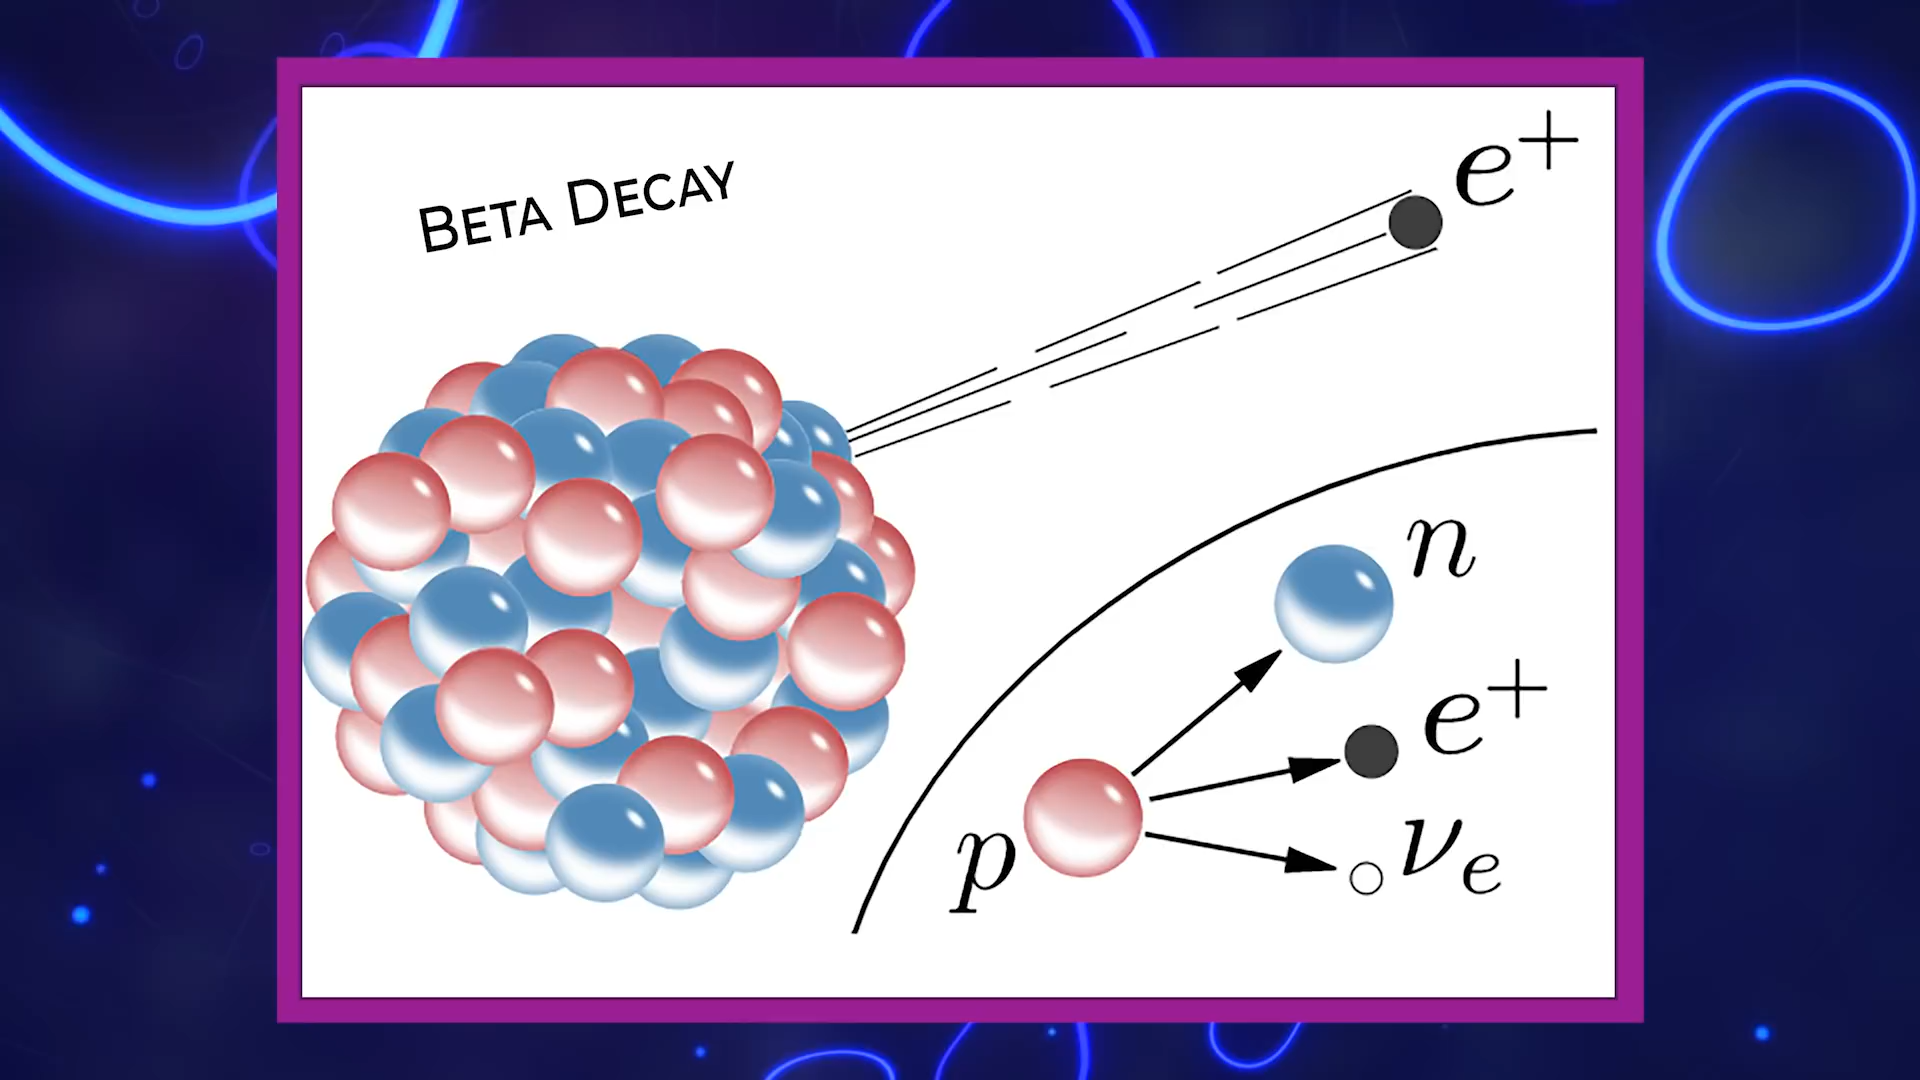 BETA DECAY
e⁺
n
e⁺
p
νₑ